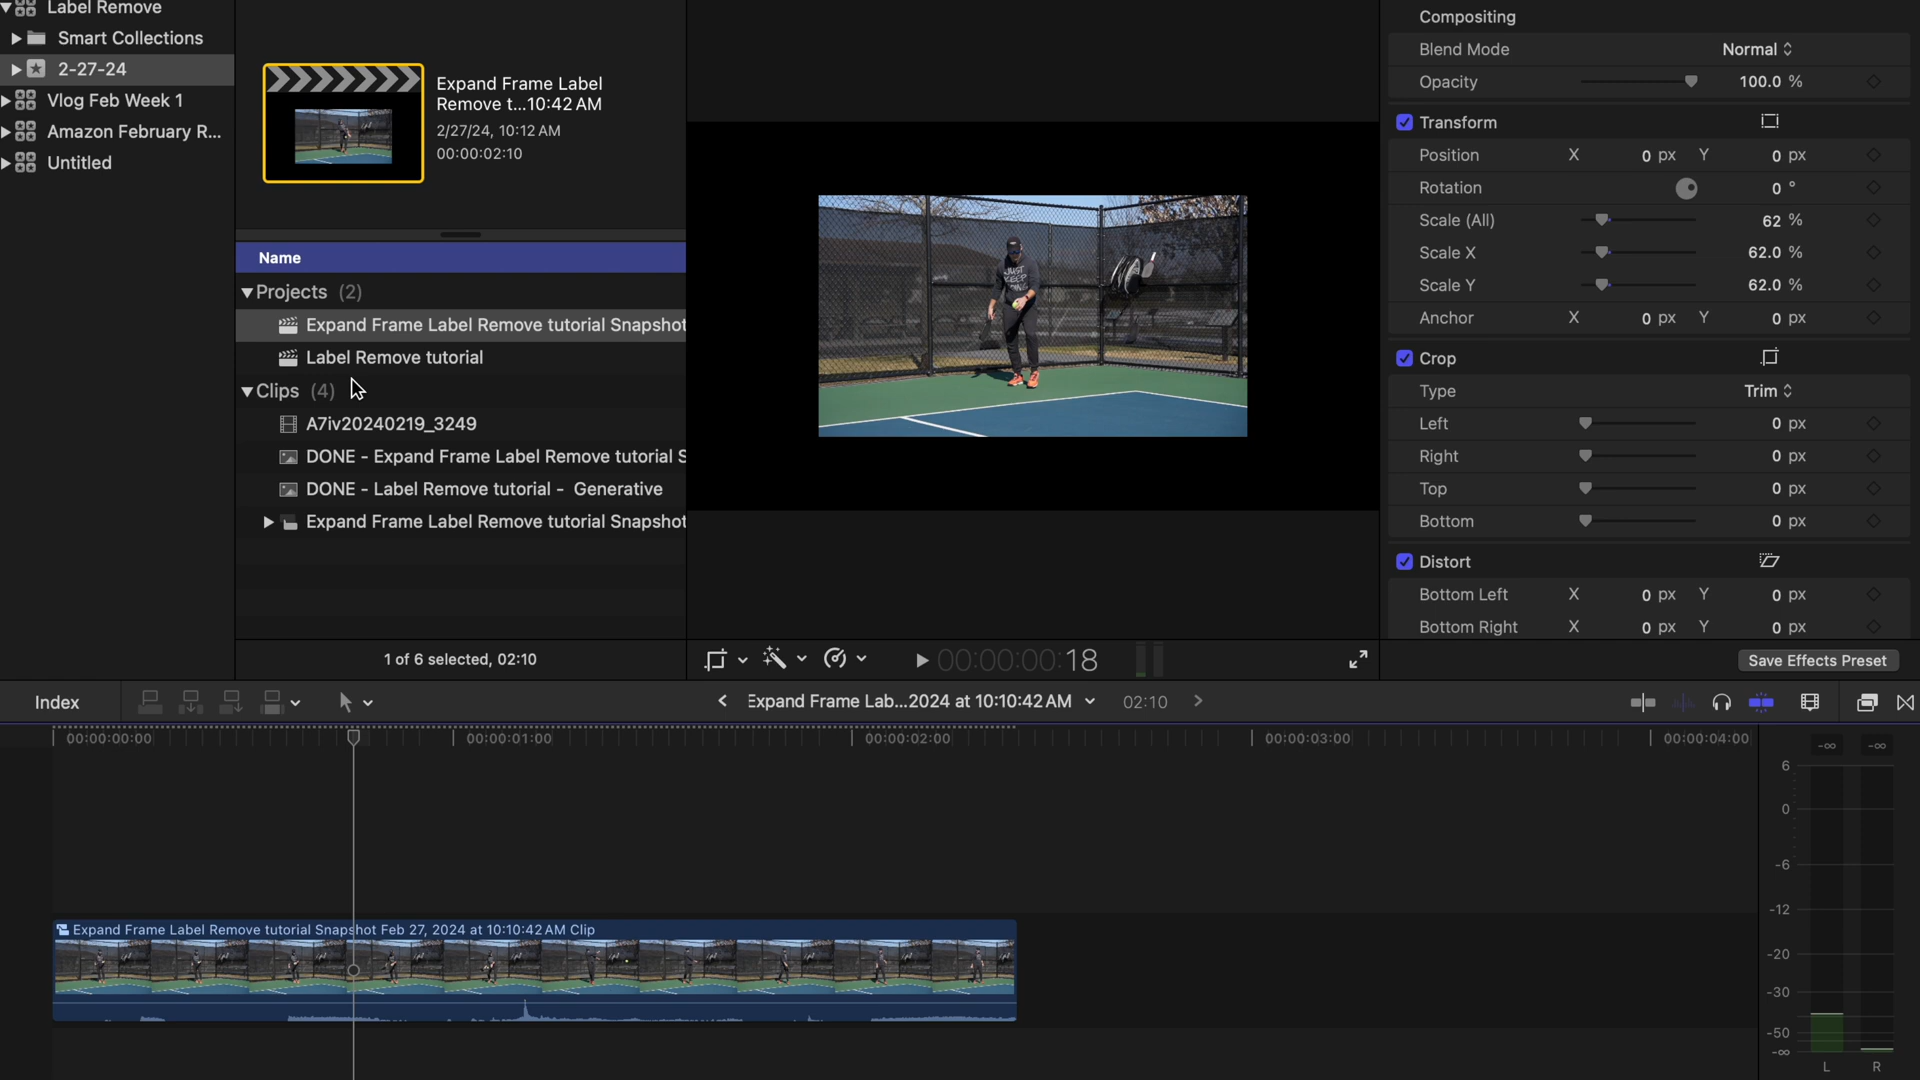 Label Remove
Smart Collections
2-27-24
Vlog Feb Week 1
Amazon February R...
Untitled
Expand Frame Label
Remove t...10:42 AM
2/27/24, 10:12 AM
00:00:02:10
Name
Projects (2)
Expand Frame Label Remove tutorial Snapshot
Label Remove tutorial
Clips (4)
A7iv20240219_3249
DONE - Expand Frame Label Remove tutorial S
DONE - Label Remove tutorial - Generative
Expand Frame Label Remove tutorial Snapshot
1 of 6 selected, 02:10
JUST
KEEP
Compositing
Blend Mode Normal
Opacity 100.0 %
Transform
Position X 0 px Y 0 px
Rotation 0 °
Scale (All) 62 %
Scale X 62.0 %
Scale Y 62.0 %
Anchor X 0 px Y 0 px
Crop
Type Trim
Left 0 px
Right 0 px
Top 0 px
Bottom 0 px
Distort
Bottom Left X 0 px Y 0 px
Bottom Right X 0 px Y 0 px
00:00:00:18
Save Effects Preset
Index
Expand Frame Lab...2024 at 10:10:42 AM 02:10
00:00:00:00 00:00:01:00 00:00:02:00 00:00:03:00 00:00:04:00
Expand Frame Label Remove tutorial Snapshot Feb 27, 2024 at 10:10:42 AM Clip
-∞ -∞
6
0
-6
-12
-20
-30
-50
-∞
L R